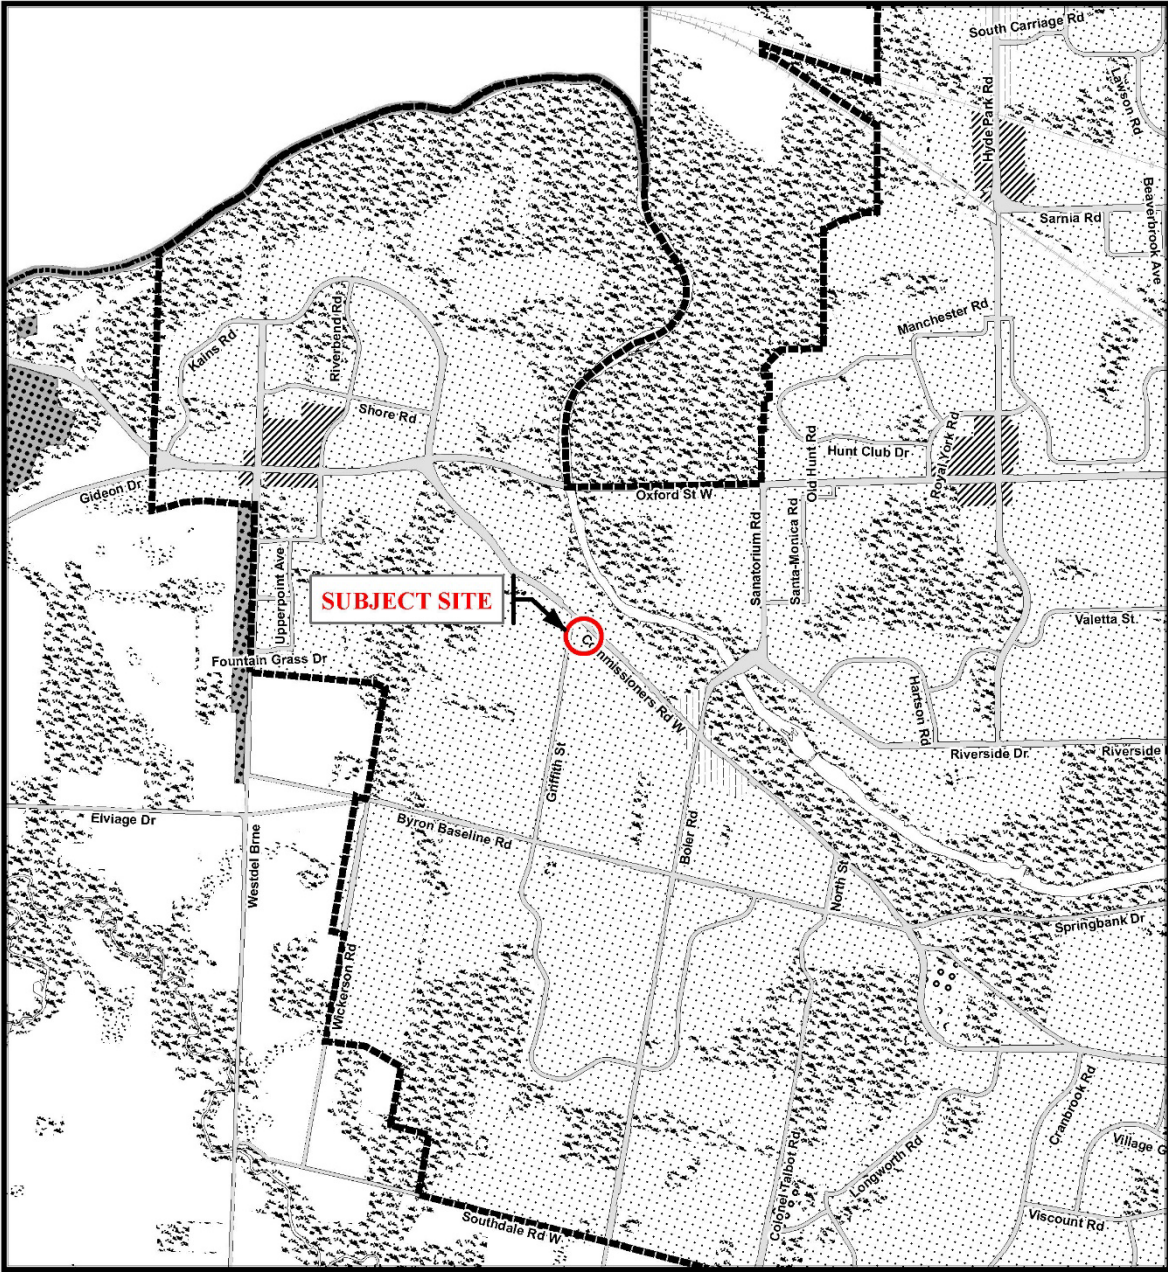 South Carriage Rd
Lawson Rd
Hyde Park Rd
Beaverbrook Ave
Sarnia Rd
Manchester Rd
Riverbend Rd
Kains Rd
Shore Rd
Royal York Rd
Old Hunt Rd
Hunt Club Dr
Gideon Dr
Oxford St W
Sanatorium Rd
Santa-Monica Rd
Upperpoint Ave
SUBJECT SITE
Valetta St
Commissioners Rd W
Fountain Grass Dr
Hartson Rd
Riverside Dr
Riverside
Griffith St
Elviage Dr
Byron Baseline Rd
Boler Rd
Westdel Brne
North St
Springbank Dr
Wickerson Rd
Cranbrook Rd
Village G
Longworth Rd
Colonel Talbot Rd
Viscount Rd
Southdale Rd W